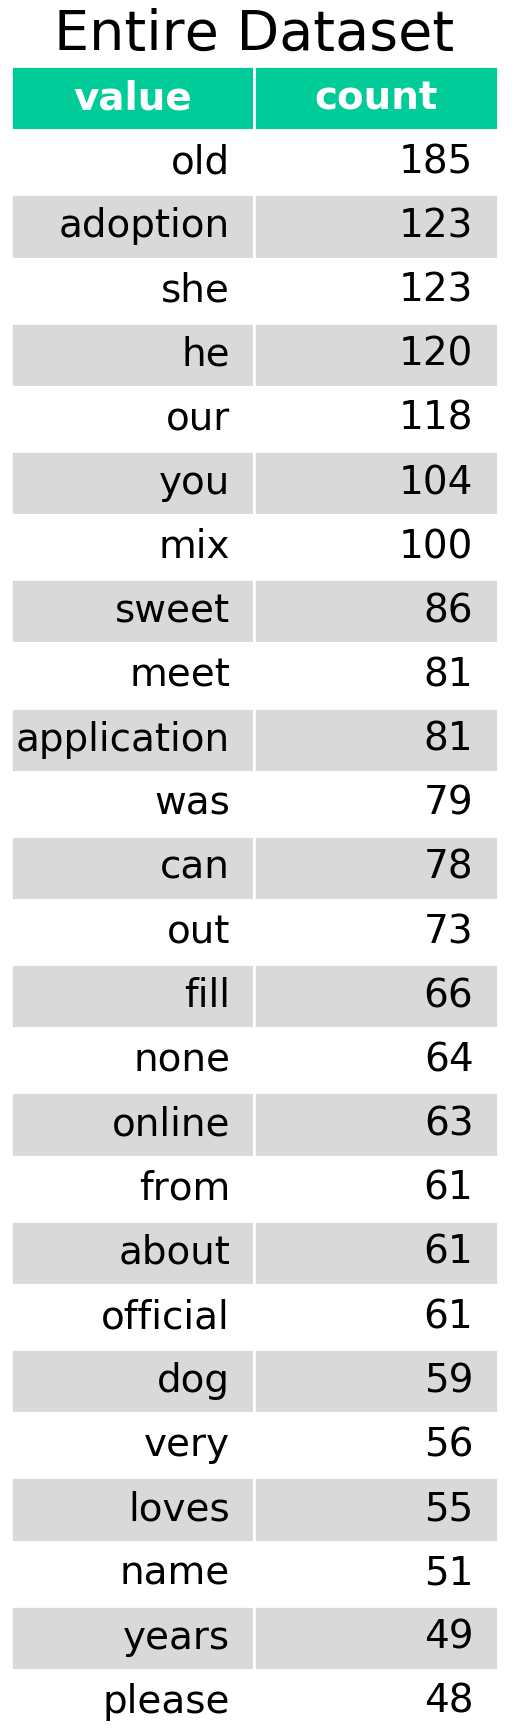 Entire Dataset
value count
old 185
adoption 123
she 123
he 120
our 118
you 104
mix 100
sweet 86
meet 81
application 81
was 79
can 78
out 73
fill 66
none 64
online 63
from 61
about 61
official 61
dog 59
very 56
loves 55
name 51
years 49
please 48